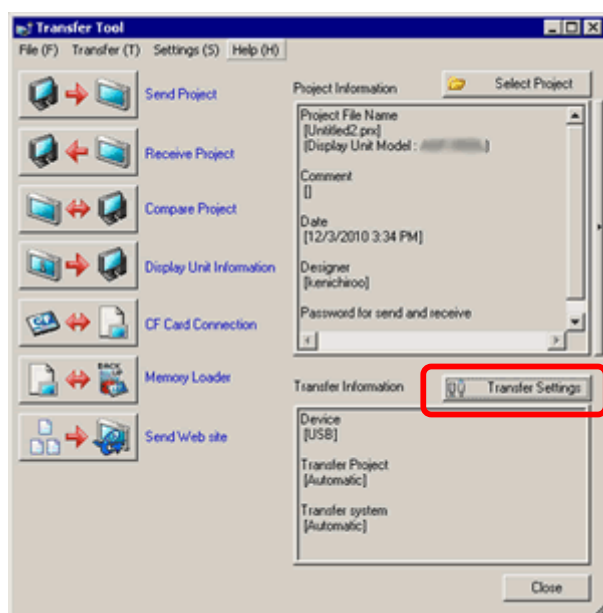 Transfer Tool
File (F) Transfer (T) Settings (S) Help (H)
Send Project
Receive Project
Compare Project
Display Unit Information
CF Card Connection
BACK UP
Memory Loader
Send Web site
Project Information
Select Project
Project File Name
[Untitled2.prx]
(Display Unit Model : )
Comment
[]
Date
[12/3/2010 3:34 PM]
Designer
[kenichiroo]
Password for send and receive
Transfer Information
Transfer Settings
Device
[USB]
Transfer Project
[Automatic]
Transfer system
[Automatic]
Close